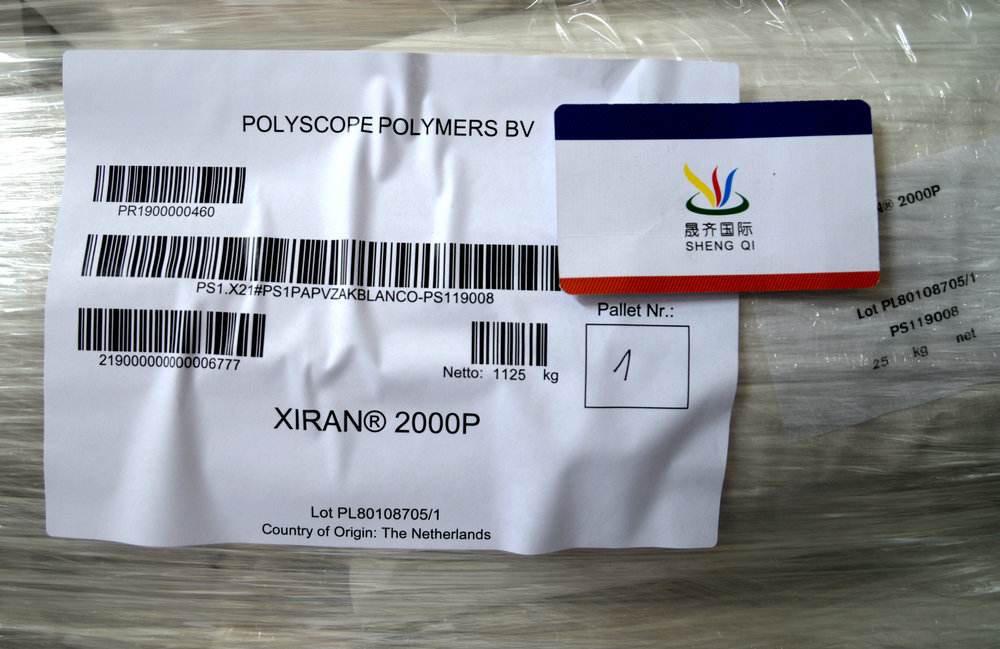 POLYSCOPE POLYMERS BV
PR1900000460
PS1.X21#PS1PAPVZAKBLANCO-PS119008
219000000000006777
Netto: 1125 kg
Pallet Nr.:
1
XIRAN® 2000P
Lot PL80108705/1
Country of Origin: The Netherlands
晟齐国际
SHENG QI
® 2000P
Lot PL80108705/1
PS119008
25 kg net